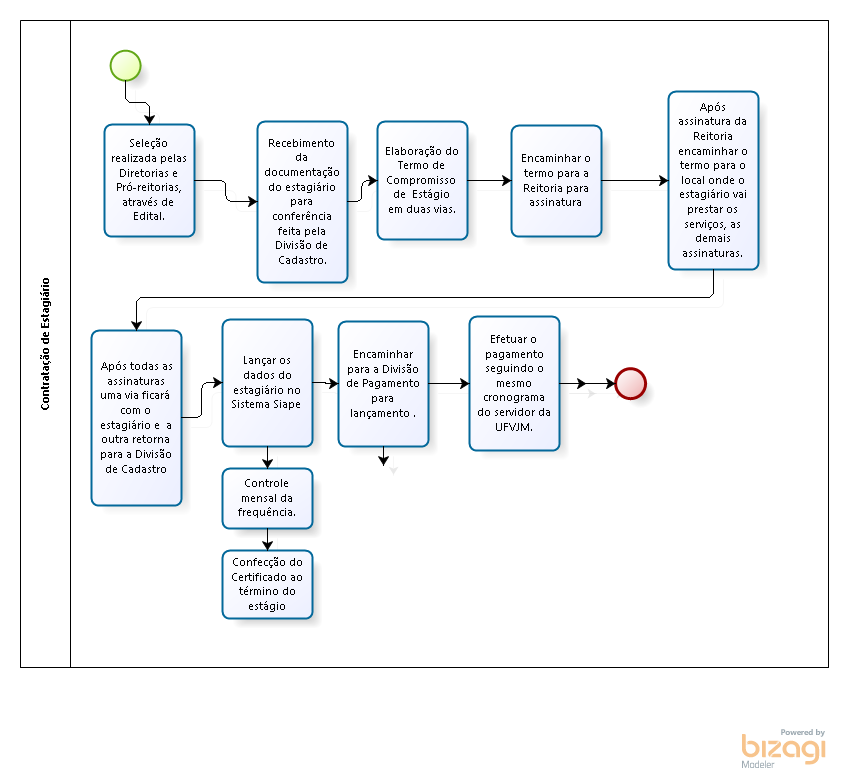 Contratação de Estagiário
Seleção
realizada pelas
Diretorias e
Pró-reitorias,
através de
Edital.
Recebimento
da
documentação
do estagiário
para
conferência
feita pela
Divisão de
Cadastro.
Elaboração do
Termo de
Compromisso
de Estágio
em duas vias.
Encaminhar o
termo para a
Reitoria para
assinatura
Após
assinatura da
Reitoria
encaminhar o
termo para o
local onde o
estagiário vai
prestar os
serviços, as
demais
assinaturas.
Após todas as
assinaturas
uma via ficará
com o
estagiário e a
outra retorna
para a Divisão
de Cadastro
Lançar os
dados do
estagiário no
Sistema Siape
Encaminhar
para a Divisão
de Pagamento
para
lançamento .
Efetuar o
pagamento
seguindo o
mesmo
cronograma
do servidor da
UFVJM.
Controle
mensal da
frequência.
Confecção do
Certificado ao
término do
estágio
Powered by
bizagi
Modeler